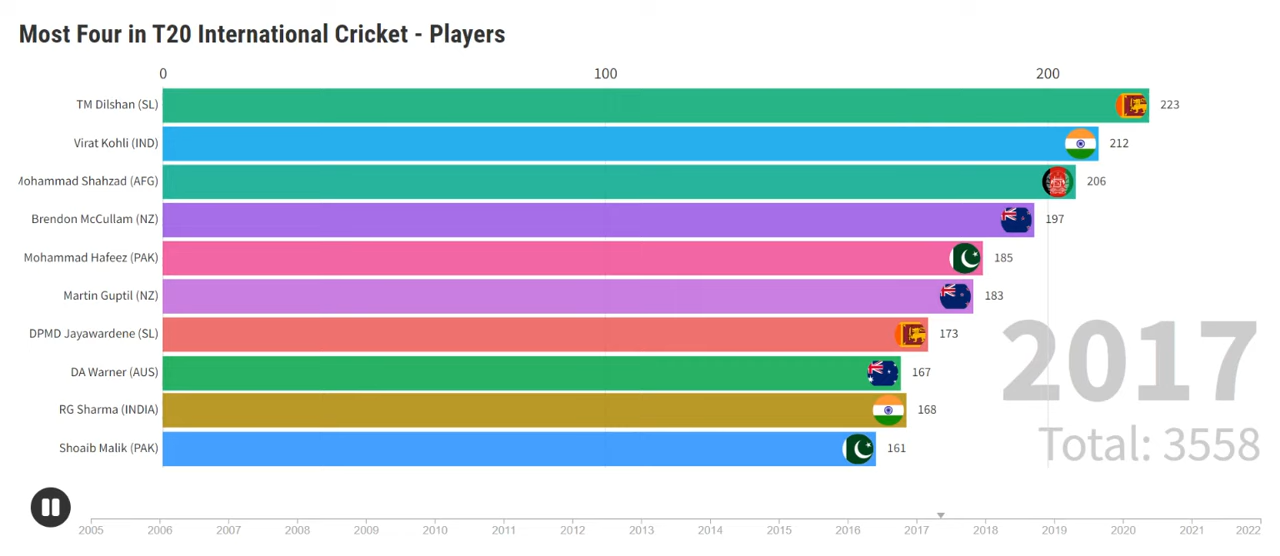 Most Four in T20 International Cricket - Players
0 100 200
TM Dilshan (SL) 223
Virat Kohli (IND) 212
Mohammad Shahzad (AFG) 206
Brendon McCullam (NZ) 197
Mohammad Hafeez (PAK) 185
Martin Guptil (NZ) 183
DPMD Jayawardene (SL) 173
DA Warner (AUS) 167
RG Sharma (INDIA) 168
Shoaib Malik (PAK) 161
2017
Total: 3558
2005 2006 2007 2008 2009 2010 2011 2012 2013 2014 2015 2016 2017 2018 2019 2020 2021 2022